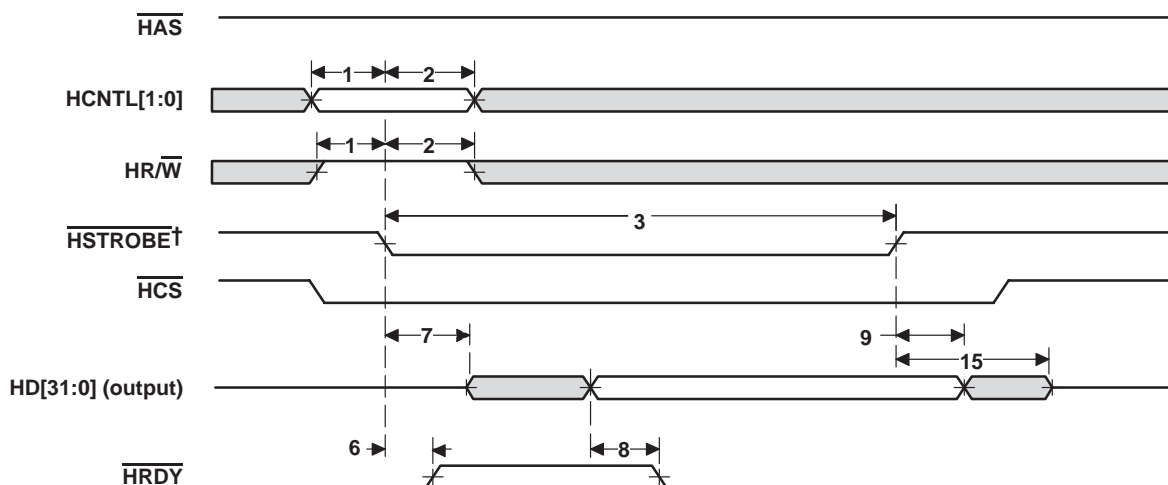 HAS
1 2
HCNTL[1:0]
1 2
HR/W
3
HSTROBE†
HCS
7 9
15
HD[31:0] (output)
6 8
HRDY